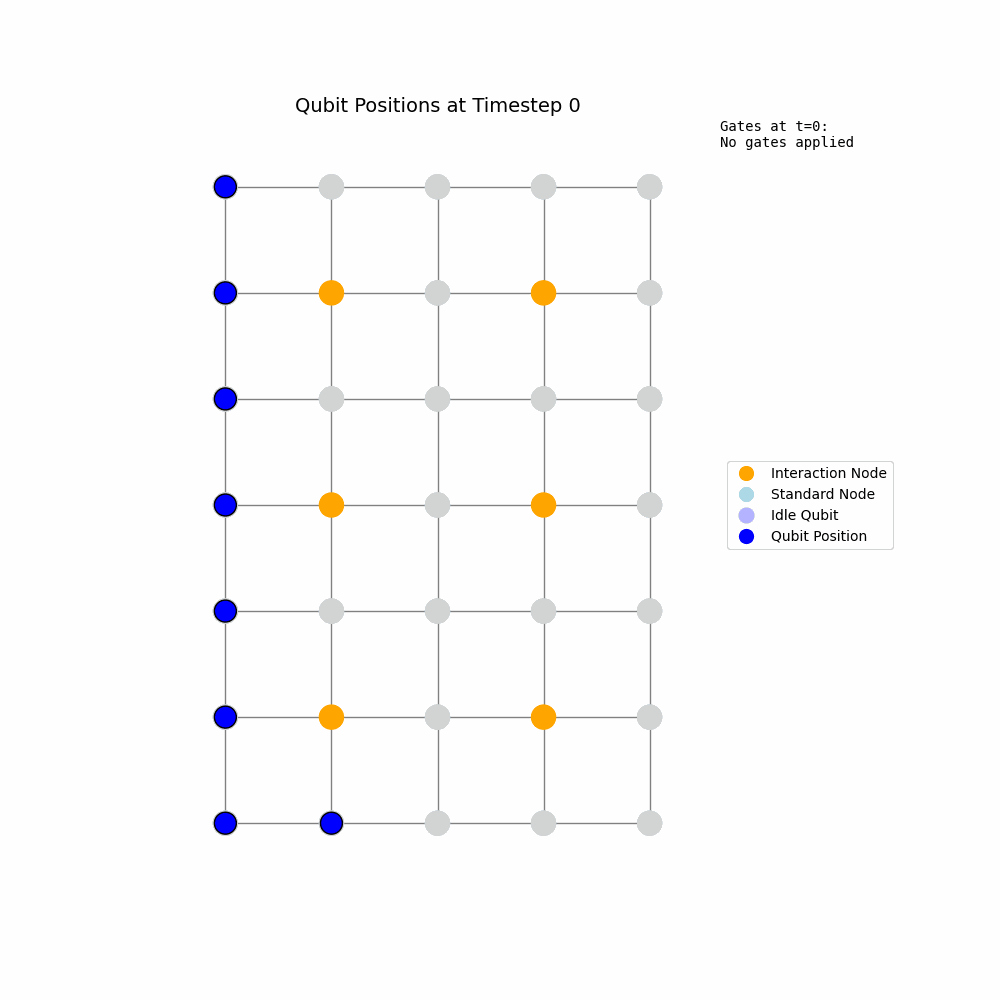 Qubit Positions at Timestep 0
Gates at t=0:
No gates applied
Interaction Node
Standard Node
Idle Qubit
Qubit Position